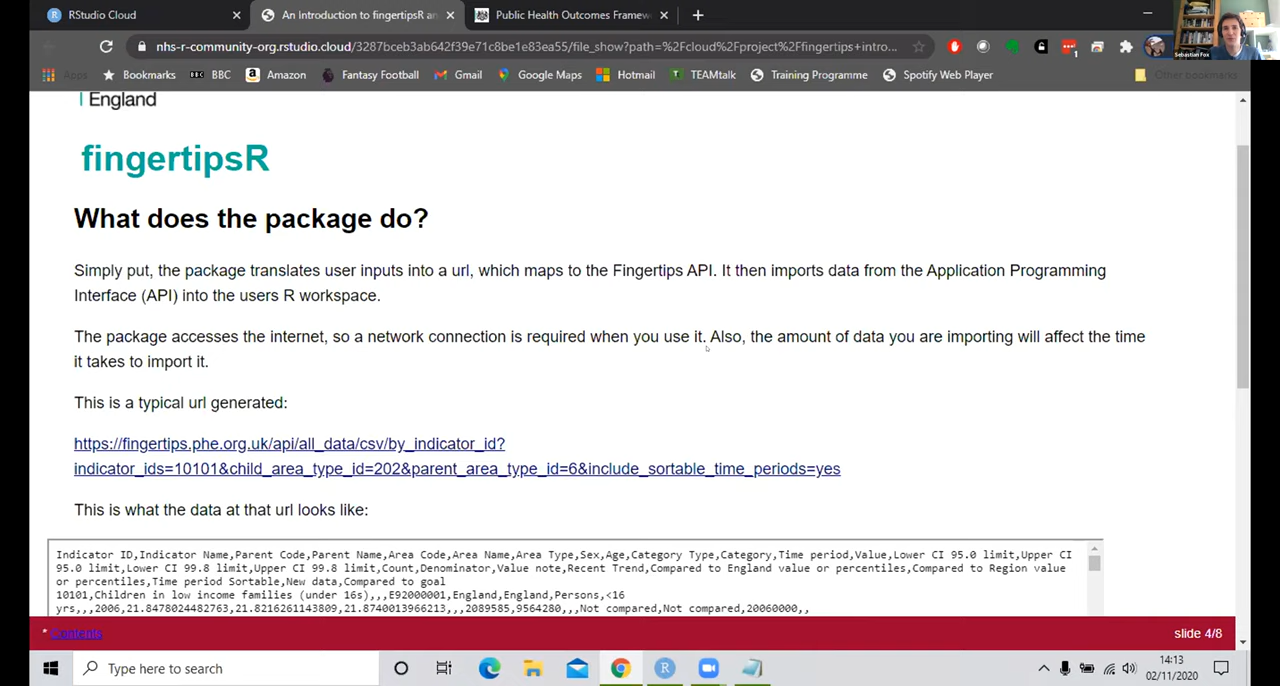 RStudio Cloud
An Introduction to fingertipsR an
Public Health Outcomes Framew
nhs-r-community-org.rstudio.cloud/3287bceb3ab642f39e71c8be1e83ea55/file_show?path=%2Fcloud%2Fproject%2Ffingertips+intro...
Apps Bookmarks BBC BBC Amazon Fantasy Football Gmail Google Maps Hotmail TEAMtalk Training Programme Spotify Web Player Other bookmarks
Sebastian Fox
England
fingertipsR
What does the package do?
Simply put, the package translates user inputs into a url, which maps to the Fingertips API. It then imports data from the Application Programming
Interface (API) into the users R workspace.
The package accesses the internet, so a network connection is required when you use it. Also, the amount of data you are importing will affect the time
it takes to import it.
This is a typical url generated:
https://fingertips.phe.org.uk/api/all_data/csv/by_indicator_id?
indicator_ids=10101&child_area_type_id=202&parent_area_type_id=6&include_sortable_time_periods=yes
This is what the data at that url looks like:
Indicator ID,Indicator Name,Parent Code,Parent Name,Area Code,Area Name,Area Type,Sex,Age,Category Type,Category,Time period,Value,Lower CI 95.0 limit,Upper CI
95.0 limit,Lower CI 99.8 limit,Upper CI 99.8 limit,Count,Denominator,Value note,Recent Trend,Compared to England value or percentiles,Compared to Region value
or percentiles,Time period Sortable,New data,Compared to goal
10101,Children in low income families (under 16s),,,E92000001,England,England,Persons,<16
yrs,,,2006,21.8478024482763,21.8216261143809,21.8740013966213,,,2089585,9564280,,,Not compared,Not compared,20060000,,
* Contents
slide 4/8
Type here to search
14:13
02/11/2020